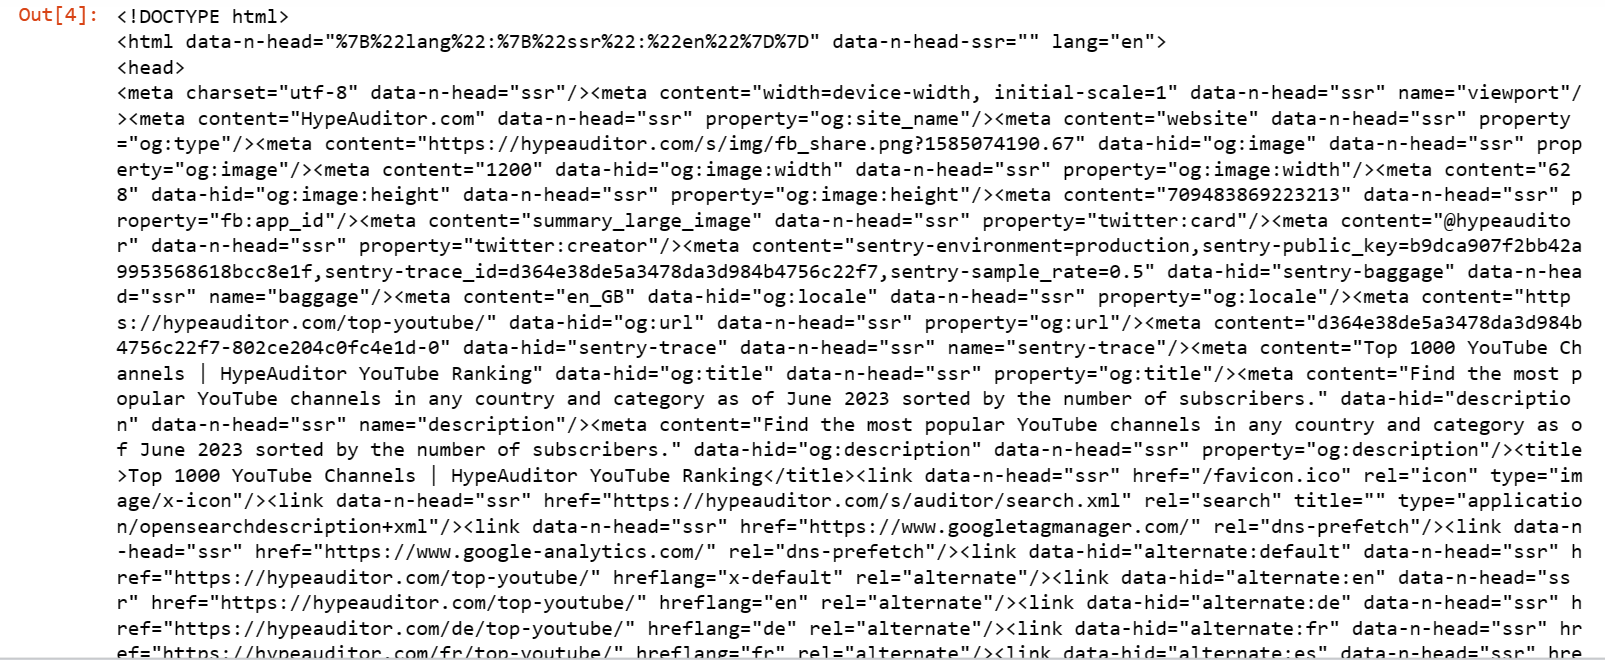 Out[4]: <!DOCTYPE html>
<html data-n-head="%7B%22lang%22:%7B%22ssr%22:%22en%22%7D%7D" data-n-head-ssr="" lang="en">
<head>
<meta charset="utf-8" data-n-head="ssr"/><meta content="width=device-width, initial-scale=1" data-n-head="ssr" name="viewport"/
><meta content="HypeAuditor.com" data-n-head="ssr" property="og:site_name"/><meta content="website" data-n-head="ssr" property
="og:type"/><meta content="https://hypeauditor.com/s/img/fb_share.png?1585074190.67" data-hid="og:image" data-n-head="ssr" prop
erty="og:image"/><meta content="1200" data-hid="og:image:width" data-n-head="ssr" property="og:image:width"/><meta content="62
8" data-hid="og:image:height" data-n-head="ssr" property="og:image:height"/><meta content="709483869223213" data-n-head="ssr" p
roperty="fb:app_id"/><meta content="summary_large_image" data-n-head="ssr" property="twitter:card"/><meta content="@hypeaudito
r" data-n-head="ssr" property="twitter:creator"/><meta content="sentry-environment=production,sentry-public_key=b9dca907f2bb42a
9953568618bcc8e1f,sentry-trace_id=d364e38de5a3478da3d984b4756c22f7,sentry-sample_rate=0.5" data-hid="sentry-baggage" data-n-hea
d="ssr" name="baggage"/><meta content="en_GB" data-hid="og:locale" data-n-head="ssr" property="og:locale"/><meta content="http
s://hypeauditor.com/top-youtube/" data-hid="og:url" data-n-head="ssr" property="og:url"/><meta content="d364e38de5a3478da3d984b
4756c22f7-802ce204c0fc4e1d-0" data-hid="sentry-trace" data-n-head="ssr" name="sentry-trace"/><meta content="Top 1000 YouTube Ch
annels | HypeAuditor YouTube Ranking" data-hid="og:title" data-n-head="ssr" property="og:title"/><meta content="Find the most p
opular YouTube channels in any country and category as of June 2023 sorted by the number of subscribers." data-hid="descriptio
n" data-n-head="ssr" name="description"/><meta content="Find the most popular YouTube channels in any country and category as o
f June 2023 sorted by the number of subscribers." data-hid="og:description" data-n-head="ssr" property="og:description"/><title
>Top 1000 YouTube Channels | HypeAuditor YouTube Ranking</title><link data-n-head="ssr" href="/favicon.ico" rel="icon" type="im
age/x-icon"/><link data-n-head="ssr" href="https://hypeauditor.com/s/auditor/search.xml" rel="search" title="" type="applicatio
n/opensearchdescription+xml"/><link data-n-head="ssr" href="https://www.googletagmanager.com/" rel="dns-prefetch"/><link data-n
-head="ssr" href="https://www.google-analytics.com/" rel="dns-prefetch"/><link data-hid="alternate:default" data-n-head="ssr" h
ref="https://hypeauditor.com/top-youtube/" hreflang="x-default" rel="alternate"/><link data-hid="alternate:en" data-n-head="ss
r" href="https://hypeauditor.com/top-youtube/" hreflang="en" rel="alternate"/><link data-hid="alternate:de" data-n-head="ssr" h
ref="https://hypeauditor.com/de/top-youtube/" hreflang="de" rel="alternate"/><link data-hid="alternate:fr" data-n-head="ssr" hr
ef="https://hypeauditor.com/fr/top-youtube/" hreflang="fr" rel="alternate"/><link data-hid="alternate:es" data-n-head="ssr" hre